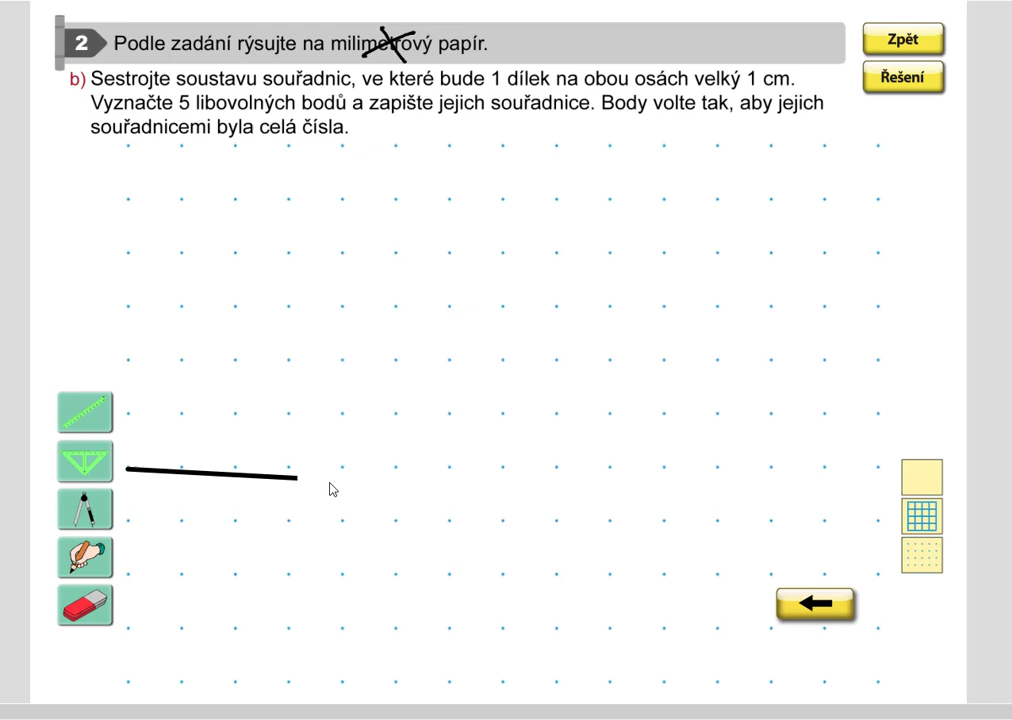 2 Podle zadání rýsujte na milimetrový papír.
Zpět
Řešení
b) Sestrojte soustavu souřadnic, ve které bude 1 dílek na obou osách velký 1 cm.
Vyznačte 5 libovolných bodů a zapište jejich souřadnice. Body volte tak, aby jejich
souřadnicemi byla celá čísla.